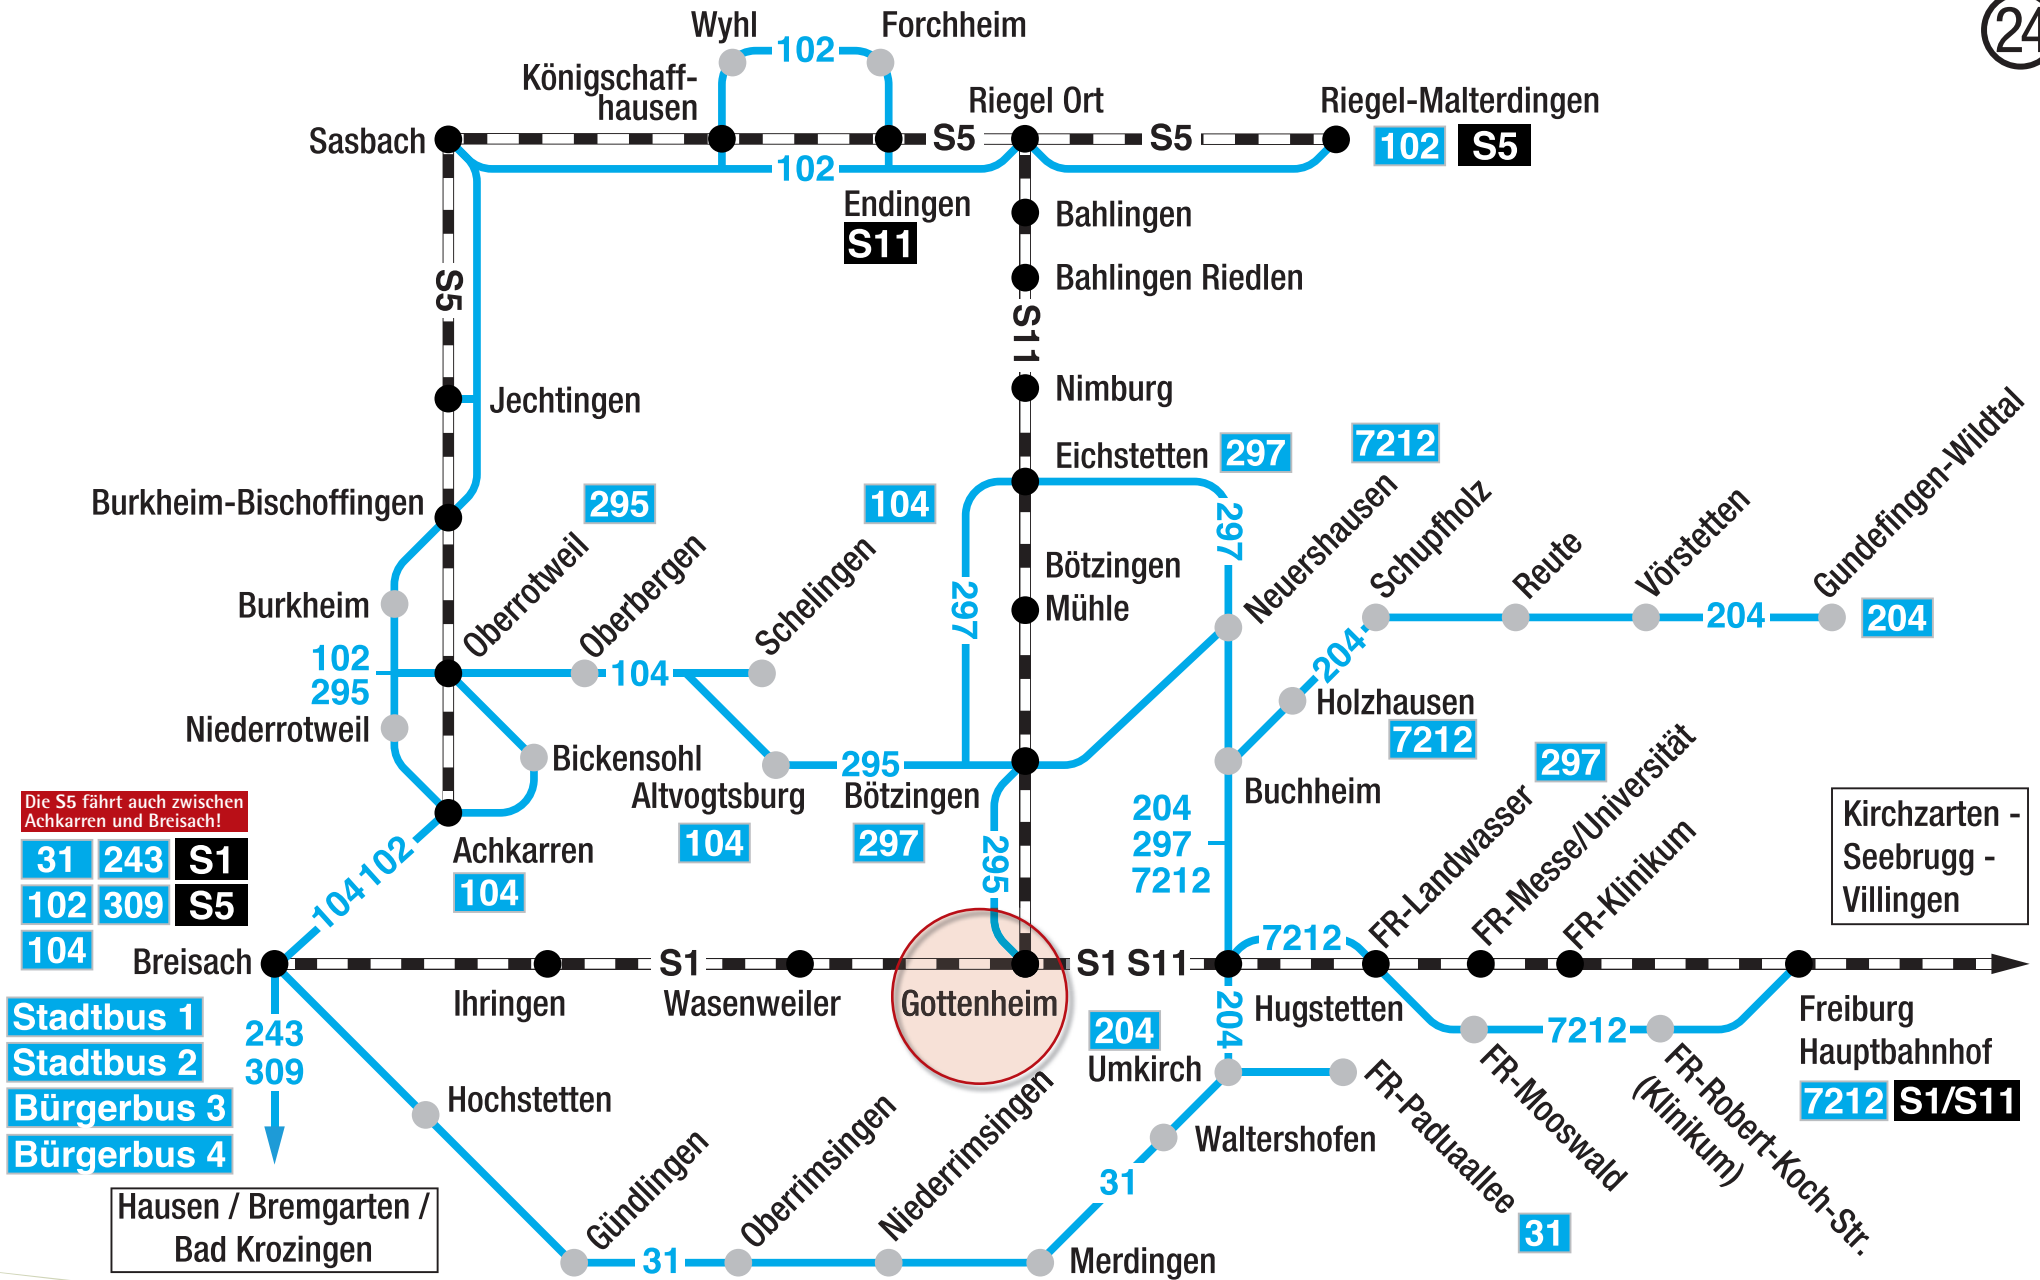 24
Wyhl
102
Forchheim
Königschaff-
hausen
Riegel Ort
Riegel-Malterdingen
Sasbach
S5
S5
102
S5
102
Endingen
S11
Bahlingen
Bahlingen Riedlen
S5
S11
Jechtingen
Nimburg
Eichstetten
297
7212
Burkheim-Bischoffingen
295
104
297
Neuershausen
Schupfholz
Reute
Vörstetten
Gundefingen-Wildtal
Oberrotweil
Oberbergen
Schelingen
Bötzingen
Mühle
297
Burkheim
204
204
204
102
295
104
Holzhausen
7212
Niederrotweil
Bickensohl
Altvogtsburg
104
295
Bötzingen
297
Buchheim
204
297
7212
297
FR-Landwasser
FR-Messe/Universität
FR-Klinikum
Kirchzarten -
Seebrugg -
Villingen
Die S5 fährt auch zwischen
Achkarren und Breisach!
31 243 S1
102 309 S5
104
104 102
Achkarren
104
295
Breisach
S1
S1 S11
7212
Ihringen
Wasenweiler
Gottenheim
Hugstetten
Freiburg
Hauptbahnhof
7212 S1/S11
Stadtbus 1
Stadtbus 2
Bürgerbus 3
Bürgerbus 4
243
309
204
204
Umkirch
7212
FR-Paduaallee
FR-Mooswald
FR-Robert-Koch-Str.
(Klinikum)
Hochstetten
Waltershofen
31
31
Gündlingen
Oberrimsingen
Niederrimsingen
31
Merdingen
Hausen / Bremgarten /
Bad Krozingen